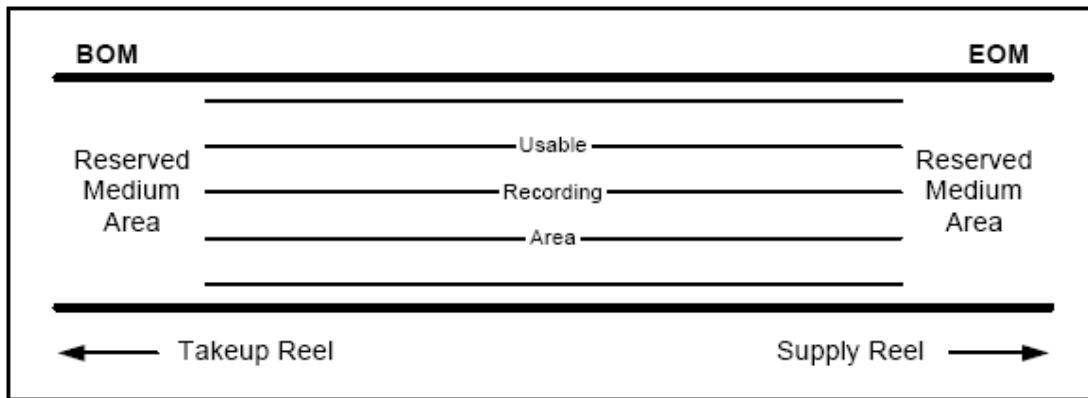 BOM
EOM
Reserved
Medium
Area
Usable
Recording
Area
Reserved
Medium
Area
Takeup Reel
Supply Reel